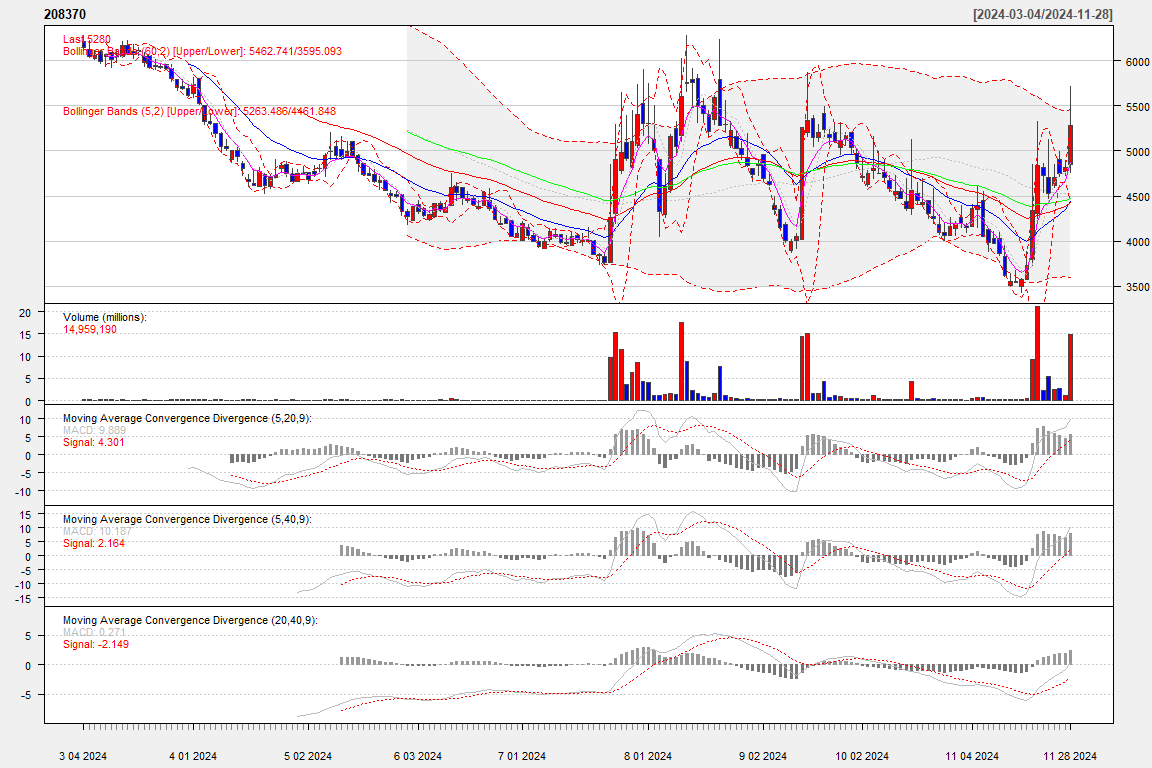 208370 [2024-03-04/2024-11-28]
Last 5280
Bollinger Bands (60,2) [Upper/Lower]: 5462.741/3595.093
Bollinger Bands (5,2) [Upper/Lower]: 5263.486/4461.848
6000
5500
5000
4500
4000
3500
Volume (millions):
14,959,190
20
15
10
5
0
Moving Average Convergence Divergence (5,20,9):
MACD: 9.889
Signal: 4.301
10
5
0
-5
-10
Moving Average Convergence Divergence (5,40,9):
MACD: 10.187
Signal: 2.164
15
10
5
0
-5
-10
-15
Moving Average Convergence Divergence (20,40,9):
MACD: 0.271
Signal: -2.149
5
0
-5
3 04 2024 4 01 2024 5 02 2024 6 03 2024 7 01 2024 8 01 2024 9 02 2024 10 02 2024 11 04 2024 11 28 2024